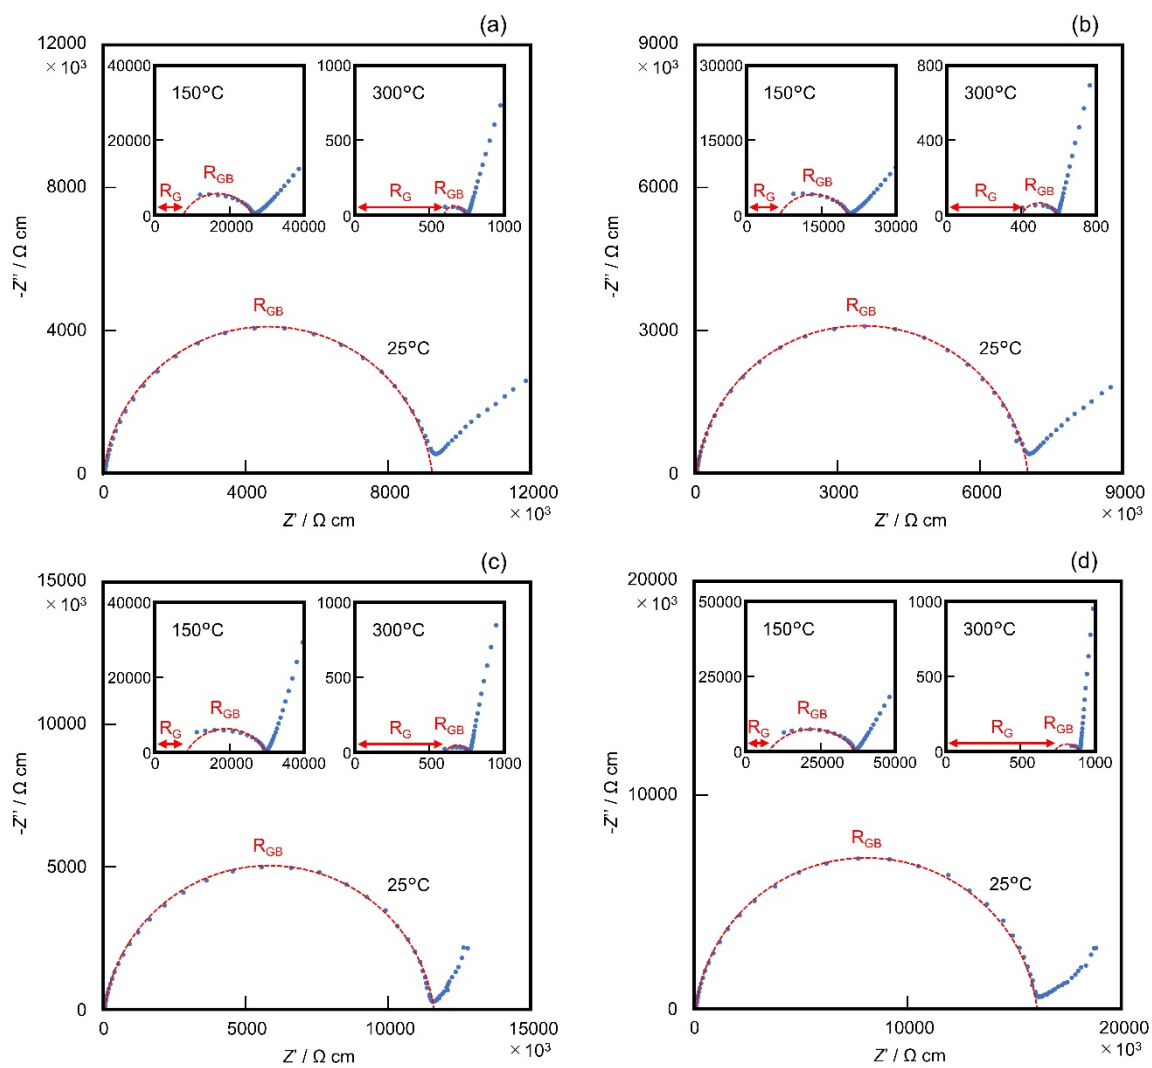 (a)
12000
× 10³
8000
4000
0
-Z'' / Ω cm
40000
20000
0
150°C
R_G
R_GB
0 20000 40000
1000
500
0
300°C
R_G
R_GB
0 500 1000
R_GB
25°C
0 4000 8000 12000
× 10³
Z' / Ω cm
(b)
9000
× 10³
6000
3000
0
-Z'' / Ω cm
30000
15000
0
150°C
R_G
R_GB
0 15000 30000
800
400
0
300°C
R_G
R_GB
0 400 800
R_GB
25°C
0 3000 6000 9000
× 10³
Z' / Ω cm
(c)
15000
× 10³
10000
5000
0
-Z'' / Ω cm
40000
20000
0
150°C
R_G
R_GB
0 20000 40000
1000
500
0
300°C
R_G
R_GB
0 500 1000
R_GB
25°C
0 5000 10000 15000
× 10³
Z' / Ω cm
(d)
20000
× 10³
10000
0
-Z'' / Ω cm
50000
25000
0
150°C
R_G
R_GB
0 25000 50000
1000
500
0
300°C
R_G
R_GB
0 500 1000
R_GB
25°C
0 10000 20000
× 10³
Z' / Ω cm